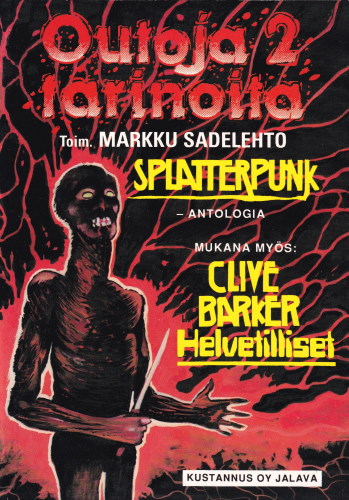 Outoja 2
tarinoita
Toim. MARKKU SADELEHTO
SPLATTERPUNK
– ANTOLOGIA
MUKANA MYÖS:
CLIVE
BARKER
Helvetilliset
KUSTANNUS OY JALAVA